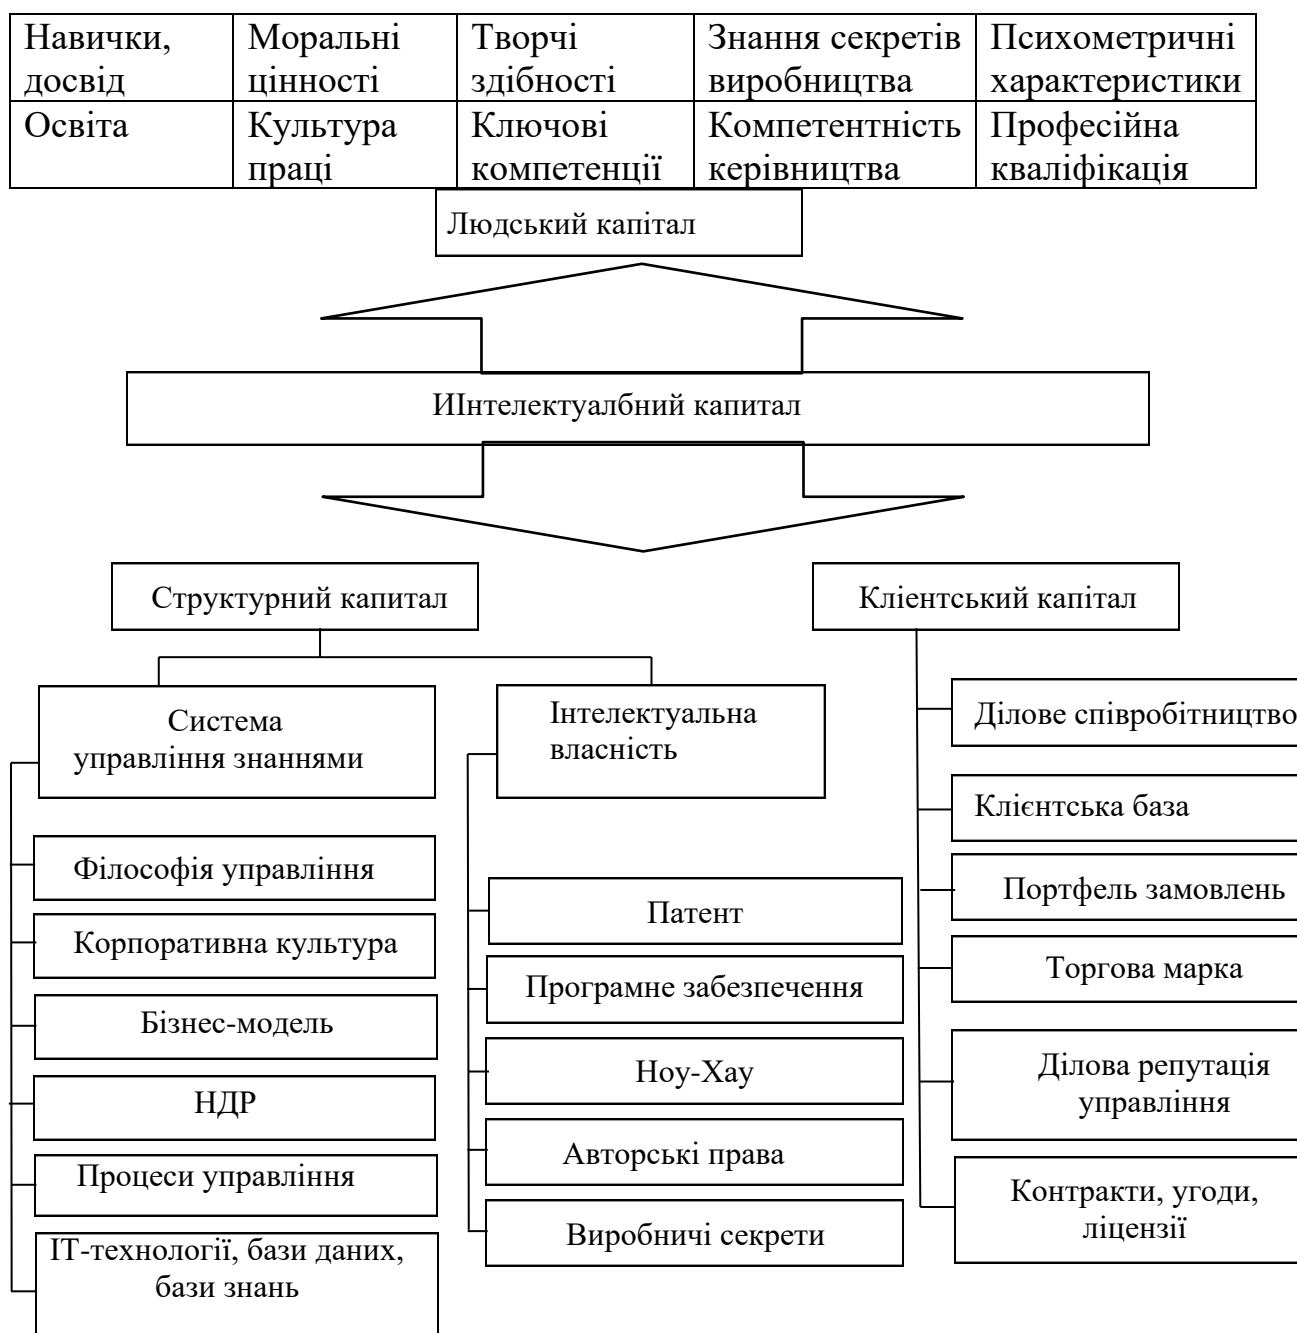 Навички,
досвід
Моральні
цінності
Творчі
здібності
Знання секретів
виробництва
Психометричні
характеристики
Освіта
Культура
праці
Ключові
компетенції
Компетентність
керівництва
Професійна
кваліфікація
Людський капітал
ИІнтелектуалбний капитал
Структурний капитал
Клієнтський капітал
Система
управління знаннями
Філософія управління
Корпоративна культура
Бізнес-модель
НДР
Процеси управління
ІТ-технології, бази даних,
бази знань
Інтелектуальна
власність
Патент
Програмне забезпечення
Ноу-Хау
Авторські права
Виробничі секрети
Ділове співробітництво
Клієнтська база
Портфель замовлень
Торгова марка
Ділова репутація
управління
Контракти, угоди,
ліцензії